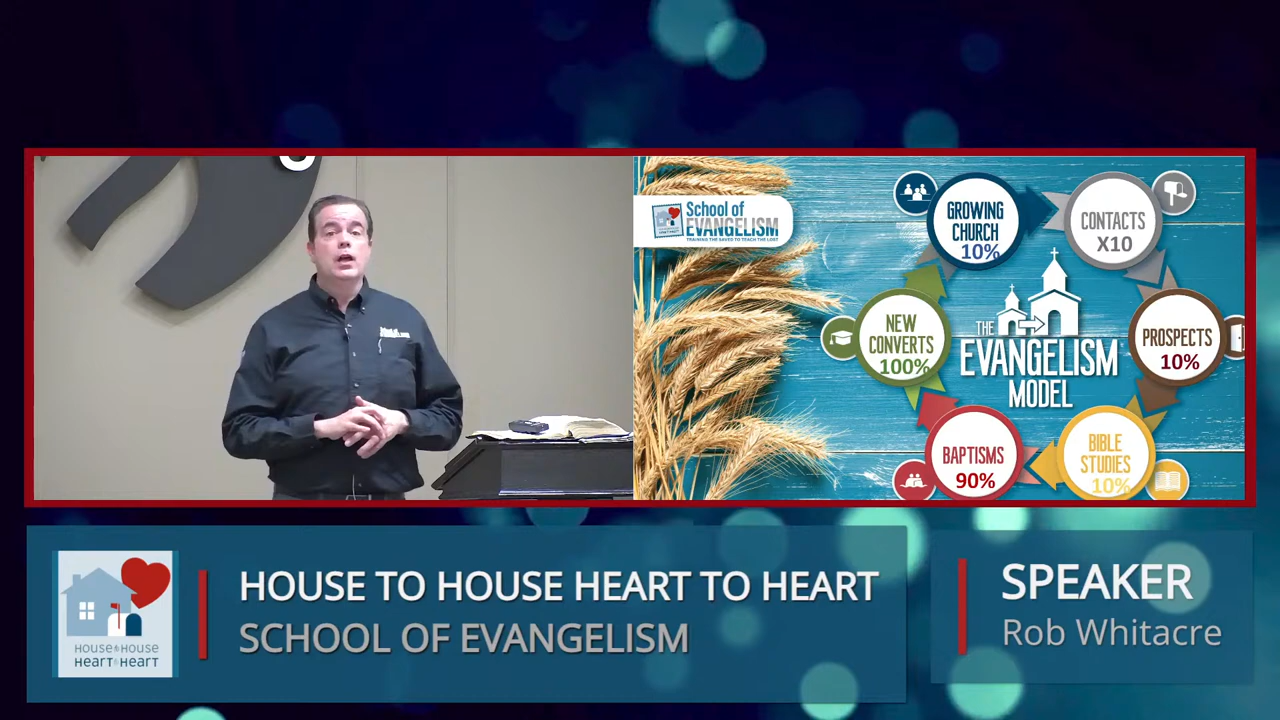 School of
EVANGELISM
TRAINING THE SAVED TO TEACH THE LOST
GROWING
CHURCH
10%
CONTACTS
X10
PROSPECTS
10%
BIBLE
STUDIES
10%
BAPTISMS
90%
NEW
CONVERTS
100%
THE
EVANGELISM
MODEL
HOUSE TO HOUSE
HEART TO HEART
HOUSE TO HOUSE HEART TO HEART
SCHOOL OF EVANGELISM
SPEAKER
Rob Whitacre